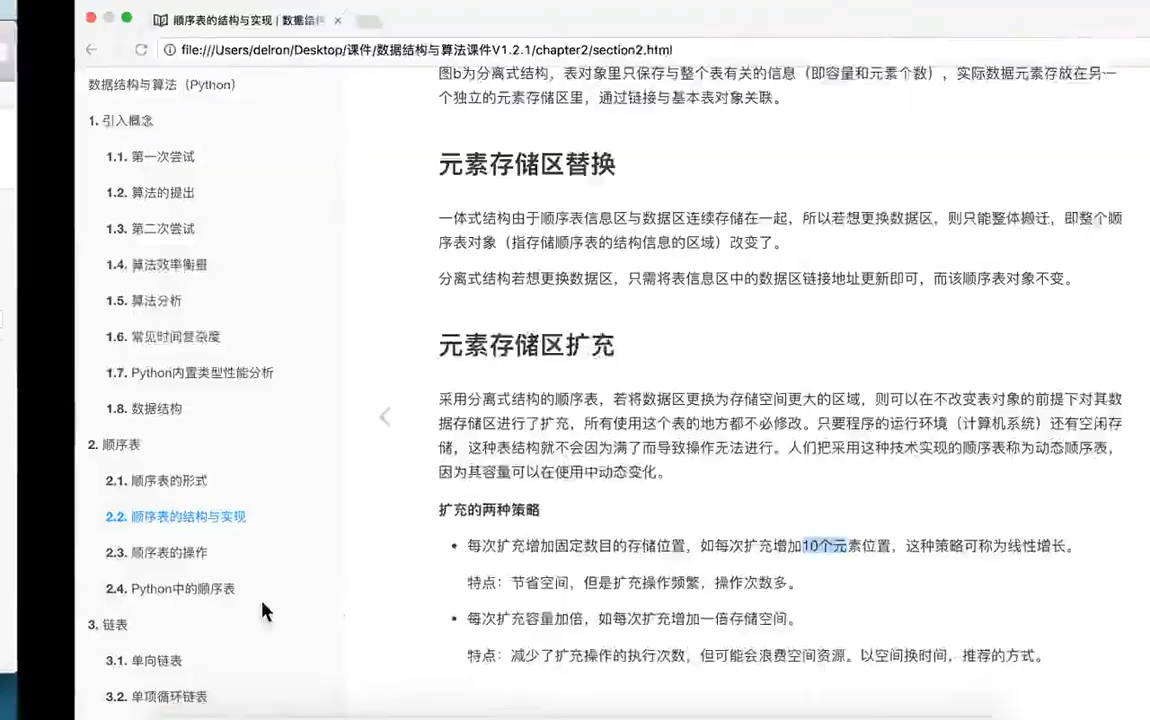 顺序表的结构与实现 | 数据结构
file:///Users/delron/Desktop/课件/数据结构与算法课件V1.2.1/chapter2/section2.html
数据结构与算法（Python）
1. 引入概念
1.1. 第一次尝试
1.2. 算法的提出
1.3. 第二次尝试
1.4. 算法效率衡量
1.5. 算法分析
1.6. 常见时间复杂度
1.7. Python内置类型性能分析
1.8. 数据结构
2. 顺序表
2.1. 顺序表的形式
2.2. 顺序表的结构与实现
2.3. 顺序表的操作
2.4. Python中的顺序表
3. 链表
3.1. 单向链表
3.2. 单项循环链表
图b为分离式结构，表对象里只保存与整个表有关的信息（即容量和元素个数），实际数据元素存放在另一
个独立的元素存储区里，通过链接与基本表对象关联。
元素存储区替换
一体式结构由于顺序表信息区与数据区连续存储在一起，所以若想更换数据区，则只能整体搬迁，即整个顺
序表对象（指存储顺序表的结构信息的区域）改变了。
分离式结构若想更换数据区，只需将表信息区中的数据区链接地址更新即可，而该顺序表对象不变。
元素存储区扩充
采用分离式结构的顺序表，若将数据区更换为存储空间更大的区域，则可以在不改变表对象的前提下对其数
据存储区进行了扩充，所有使用这个表的地方都不必修改。只要程序的运行环境（计算机系统）还有空闲存
储，这种表结构就不会因为满了而导致操作无法进行。人们把采用这种技术实现的顺序表称为动态顺序表，
因为其容量可以在使用中动态变化。
扩充的两种策略
• 每次扩充增加固定数目的存储位置，如每次扩充增加10个元素位置，这种策略可称为线性增长。
特点：节省空间，但是扩充操作频繁，操作次数多。
• 每次扩充容量加倍，如每次扩充增加一倍存储空间。
特点：减少了扩充操作的执行次数，但可能会浪费空间资源。以空间换时间，推荐的方式。